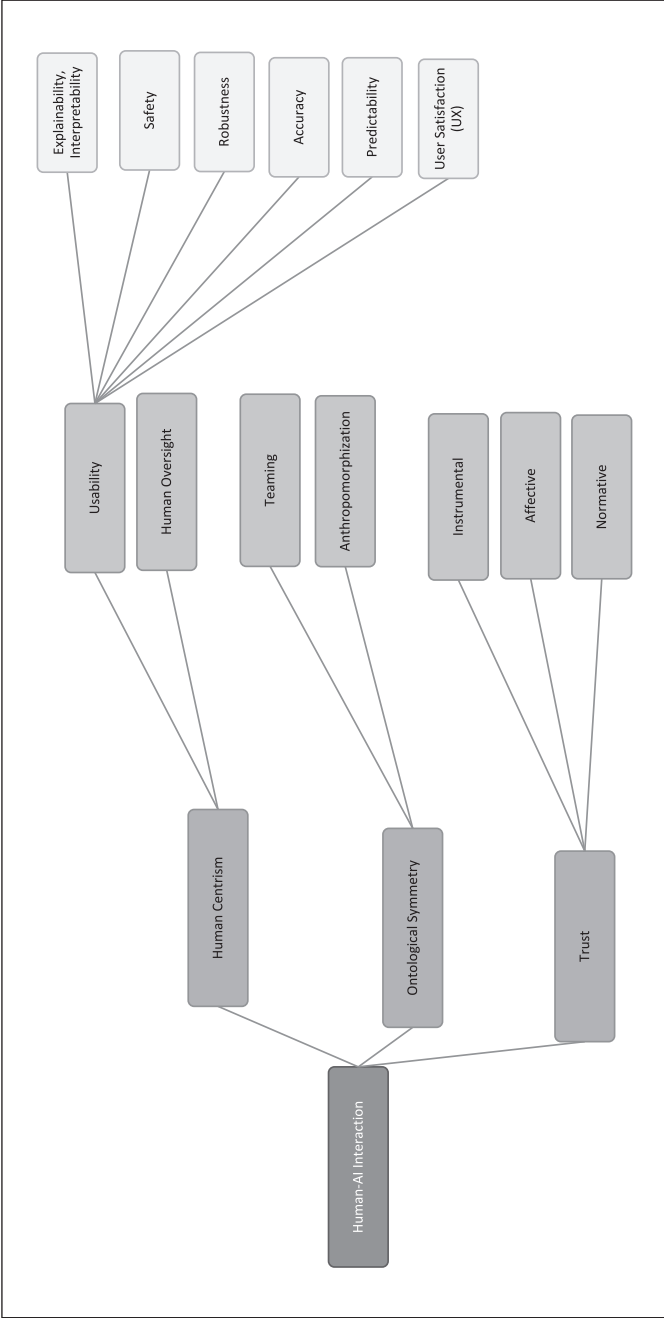 Human-AI Interaction
Human Centrism
Ontological Symmetry
Trust
Usability
Human Oversight
Teaming
Anthropomorphization
Instrumental
Affective
Normative
Explainability,
Interpretability
Safety
Robustness
Accuracy
Predictability
User Satisfaction
(UX)